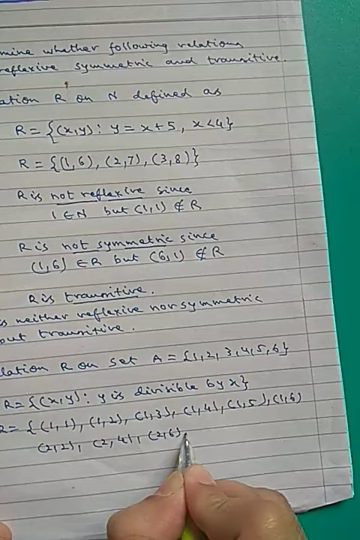 mine whether following relations
reflexive symmetric and transitive.
ation R on N defined as
R = {(x,y) : y = x + 5, x < 4}
R = {(1,6), (2,7), (3,8)}
R is not reflexive since
1 ∈ N but (1,1) ∉ R
R is not symmetric since
(1,6) ∈ R but (6,1) ∉ R
R is transitive.
s neither reflexive nor symmetric
but transitive.
lation R on set A = {1,2,3,4,5,6}
R = {(x,y) : y is divisible by x}
R = {(1,1), (1,2), (1,3), (1,4), (1,5), (1,6)
(2,2), (2,4), (2,6),